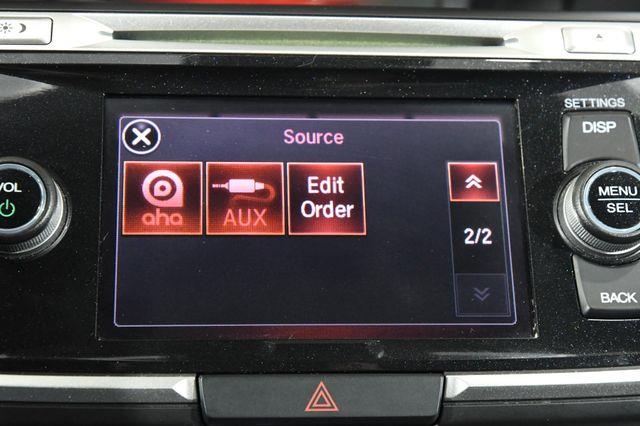 SETTINGS
DISP
Source
VOL
aha
AUX
Edit
Order
2/2
MENU
SEL
BACK